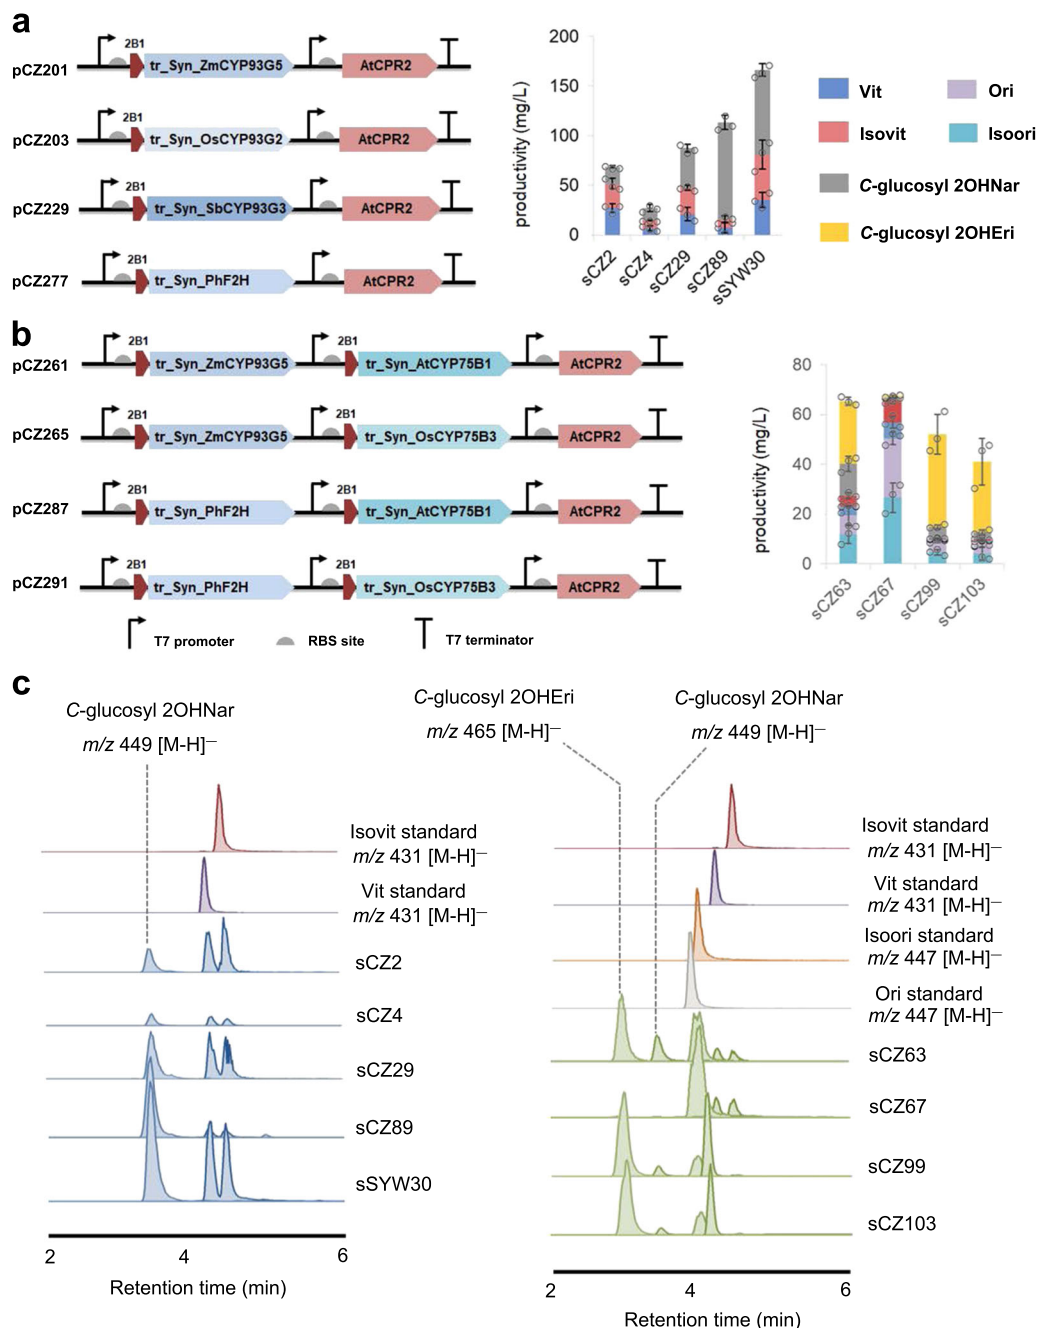 a
pCZ201
2B1
tr_Syn_ZmCYP93G5
AtCPR2
pCZ203
2B1
tr_Syn_OsCYP93G2
AtCPR2
pCZ229
2B1
tr_Syn_SbCYP93G3
AtCPR2
pCZ277
2B1
tr_Syn_PhF2H
AtCPR2
productivity (mg/L)
200
150
100
50
0
sCZ2
sCZ4
sCZ29
sCZ89
sSYW30
Vit
Ori
Isovit
Isoori
C-glucosyl 2OHNar
C-glucosyl 2OHEri
b
pCZ261
2B1
tr_Syn_ZmCYP93G5
2B1
tr_Syn_AtCYP75B1
AtCPR2
pCZ265
2B1
tr_Syn_ZmCYP93G5
2B1
tr_Syn_OsCYP75B3
AtCPR2
pCZ287
2B1
tr_Syn_PhF2H
2B1
tr_Syn_AtCYP75B1
AtCPR2
pCZ291
2B1
tr_Syn_PhF2H
2B1
tr_Syn_OsCYP75B3
AtCPR2
T7 promoter
RBS site
T7 terminator
productivity (mg/L)
80
60
40
20
0
sCZ63
sCZ67
sCZ99
sCZ103
c
C-glucosyl 2OHNar
m/z 449 [M-H]—
Isovit standard
m/z 431 [M-H]—
Vit standard
m/z 431 [M-H]—
sCZ2
sCZ4
sCZ29
sCZ89
sSYW30
2 4 6
Retention time (min)
C-glucosyl 2OHEri
m/z 465 [M-H]—
C-glucosyl 2OHNar
m/z 449 [M-H]—
Isovit standard
m/z 431 [M-H]—
Vit standard
m/z 431 [M-H]—
Isoori standard
m/z 447 [M-H]—
Ori standard
m/z 447 [M-H]—
sCZ63
sCZ67
sCZ99
sCZ103
2 4 6
Retention time (min)